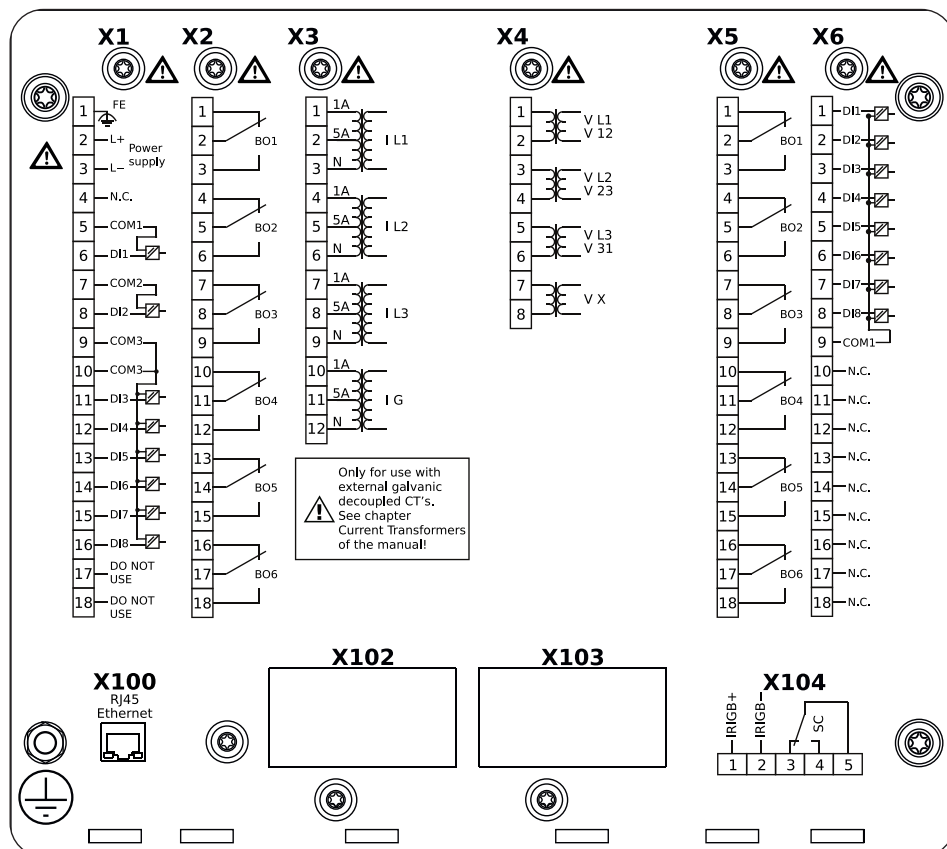 X1 X2 X3 X4 X5 X6
1 FE
2 L+
Power
supply
3 L−
4 N.C.
5 COM1
6 DI1
7 COM2
8 DI2
9 COM3
10 COM3
11 DI3
12 DI4
13 DI5
14 DI6
15 DI7
16 DI8
17 DO NOT
USE
18 DO NOT
USE
1
2 BO1
3
4
5 BO2
6
7
8 BO3
9
10
11 BO4
12
13
14 BO5
15
16
17 BO6
18
1 1A
2 5A I L1
3 N
4 1A
5 5A I L2
6 N
7 1A
8 5A I L3
9 N
10 1A
11 5A I G
12 N
Only for use with
external galvanic
decoupled CT's.
See chapter
Current Transformers
of the manual!
1 V L1
2 V 12
3 V L2
4 V 23
5 V L3
6 V 31
7 V X
8
1
2 BO1
3
4
5 BO2
6
7
8 BO3
9
10
11 BO4
12
13
14 BO5
15
16
17 BO6
18
1 DI1
2 DI2
3 DI3
4 DI4
5 DI5
6 DI6
7 DI7
8 DI8
9 COM1
10 N.C.
11 N.C.
12 N.C.
13 N.C.
14 N.C.
15 N.C.
16 N.C.
17 N.C.
18 N.C.
X100
RJ45
Ethernet
X102
X103
X104
IRIGB+
IRIGB−
SC
1 2 3 4 5